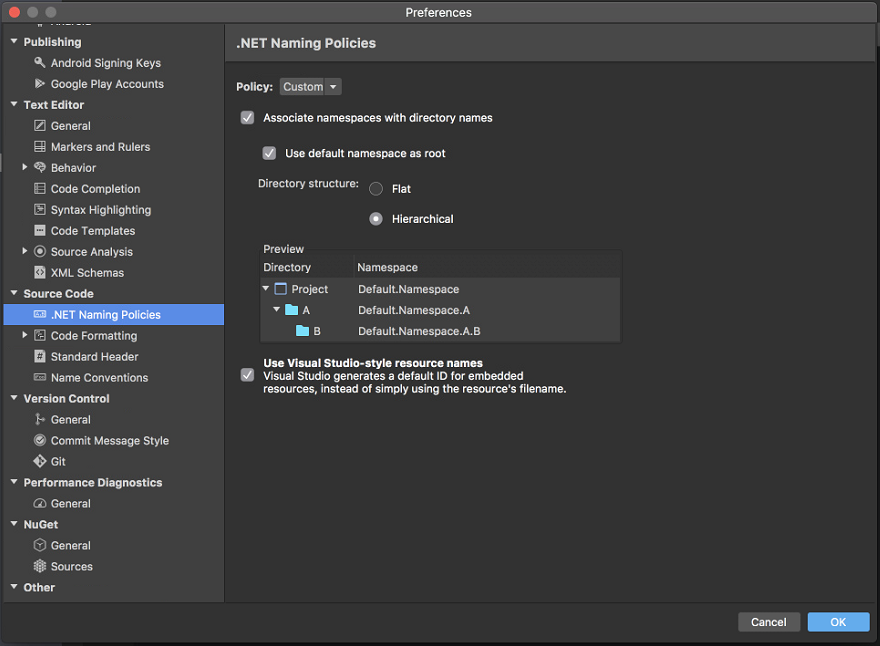 Preferences
Publishing
Android Signing Keys
Google Play Accounts
Text Editor
General
Markers and Rulers
Behavior
Code Completion
Syntax Highlighting
Code Templates
Source Analysis
XML Schemas
Source Code
.NET Naming Policies
Code Formatting
Standard Header
Name Conventions
Version Control
General
Commit Message Style
Git
Performance Diagnostics
General
NuGet
General
Sources
Other
.NET Naming Policies
Policy: Custom
Associate namespaces with directory names
Use default namespace as root
Directory structure: Flat
Hierarchical
Preview
Directory Namespace
Project Default.Namespace
A Default.Namespace.A
B Default.Namespace.A.B
Use Visual Studio-style resource names
Visual Studio generates a default ID for embedded
resources, instead of simply using the resource's filename.
Cancel OK